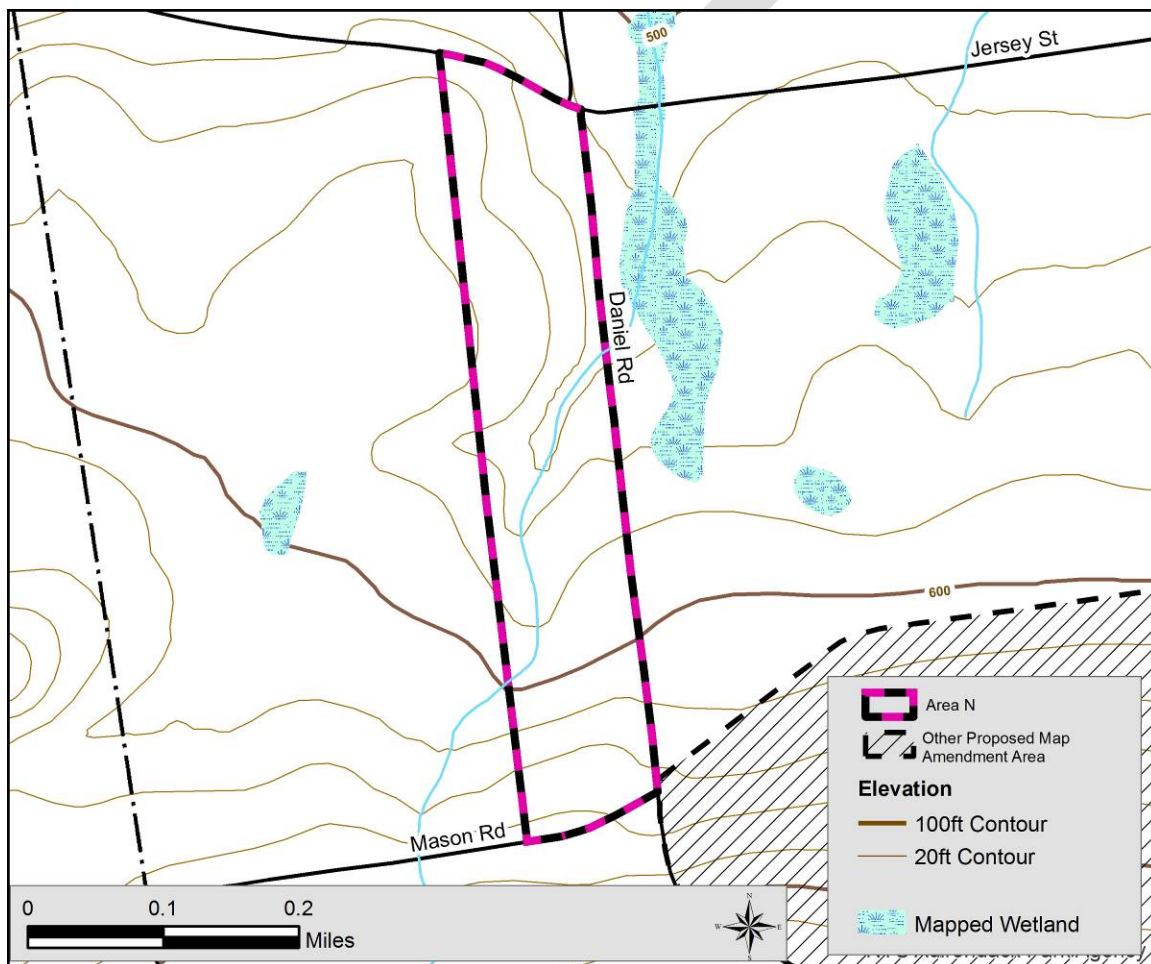 500
Jersey St
Daniel Rd
600
Mason Rd
Area N
Other Proposed Map
Amendment Area
Elevation
100ft Contour
20ft Contour
Mapped Wetland
0 0.1 0.2
Miles
N
W E
S